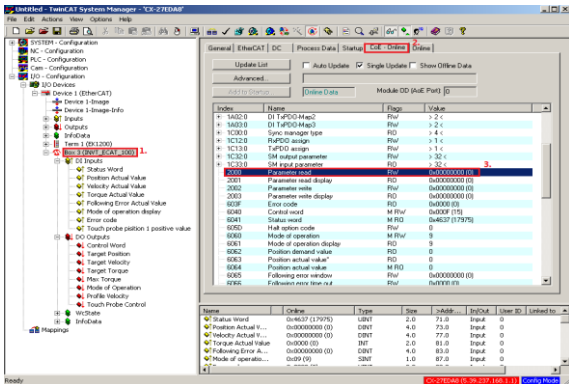 Untitled - TwinCAT System Manager - 'CX-27EDA8'
File Edit Actions View Options Help
SYSTEM - Configuration
NC - Configuration
PLC - Configuration
Cam - Configuration
I/O - Configuration
I/O Devices
Device 1 (EtherCAT)
Device 1-Image
Device 1-Image-Info
Inputs
Outputs
InfoData
Term 1 (EK1200)
Box 3 (INVT_ECAT_100) 1.
DI Inputs
Status Word
Position Actual Value
Velocity Actual Value
Torque Actual Value
Following Error Actual Value
Mode of operation display
Error code
Touch probe pisition 1 positive value
DO Outputs
Control Word
Target Position
Target Velocity
Target Torque
Max Torque
Mode of Operation
Profile Velocity
Touch Probe Control
WcState
InfoData
Mappings
2.
General EtherCAT DC Process Data Startup CoE - Online Online
Update List Auto Update Single Update Show Offline Data
Advanced...
Add to Startup... Online Data Module OD (AoE Port): 0
Index Name Flags Value
1A02:0 DI TxPDO-Map2 RW > 2 <
1A03:0 DI TxPDO-Map3 RW > 2 <
1C00:0 Sync manager type RO > 4 <
1C12:0 RxPDO assign RW > 1 <
1C13:0 TxPDO assign RW > 1 <
1C32:0 SM output parameter RO > 32 <
1C33:0 SM input parameter RO > 32 <
3.
2000 Parameter read RW 0x00000000 (0)
2001 Parameter read display RW 0x00000000 (0)
2002 Parameter write RW 0x00000000 (0)
2003 Parameter write display RW 0x00000000 (0)
603F Error code RO 0x0000 (0)
6040 Control word M RW 0x000F (15)
6041 Status word M RO 0x4637 (17975)
605D Halt option code RW 0
6060 Mode of operation M RW 9
6061 Mode of operation display RO 9
6062 Position demand value RO 0
6063 Position actual value* RO 0
6064 Position actual value M RO 0
6065 Following error window RW 0x00000000 (0)
6066 Following error time out RW 0x0000 (0)
Name Online Type Size >Addr... In/Out User ID Linked to
Status Word 0x4637 (17975) UINT 2.0 71.0 Input 0
Position Actual V... 0x00000000 (0) DINT 4.0 73.0 Input 0
Velocity Actual V... 0x00000000 (0) DINT 4.0 77.0 Input 0
Torque Actual Value 0x0000 (0) INT 2.0 81.0 Input 0
Following Error A... 0x00000000 (0) DINT 4.0 83.0 Input 0
Mode of operatio... 0x09 (9) SINT 1.0 87.0 Input 0
Ready CX-27EDA8 (5.39.237.168.1.1) Config Mode